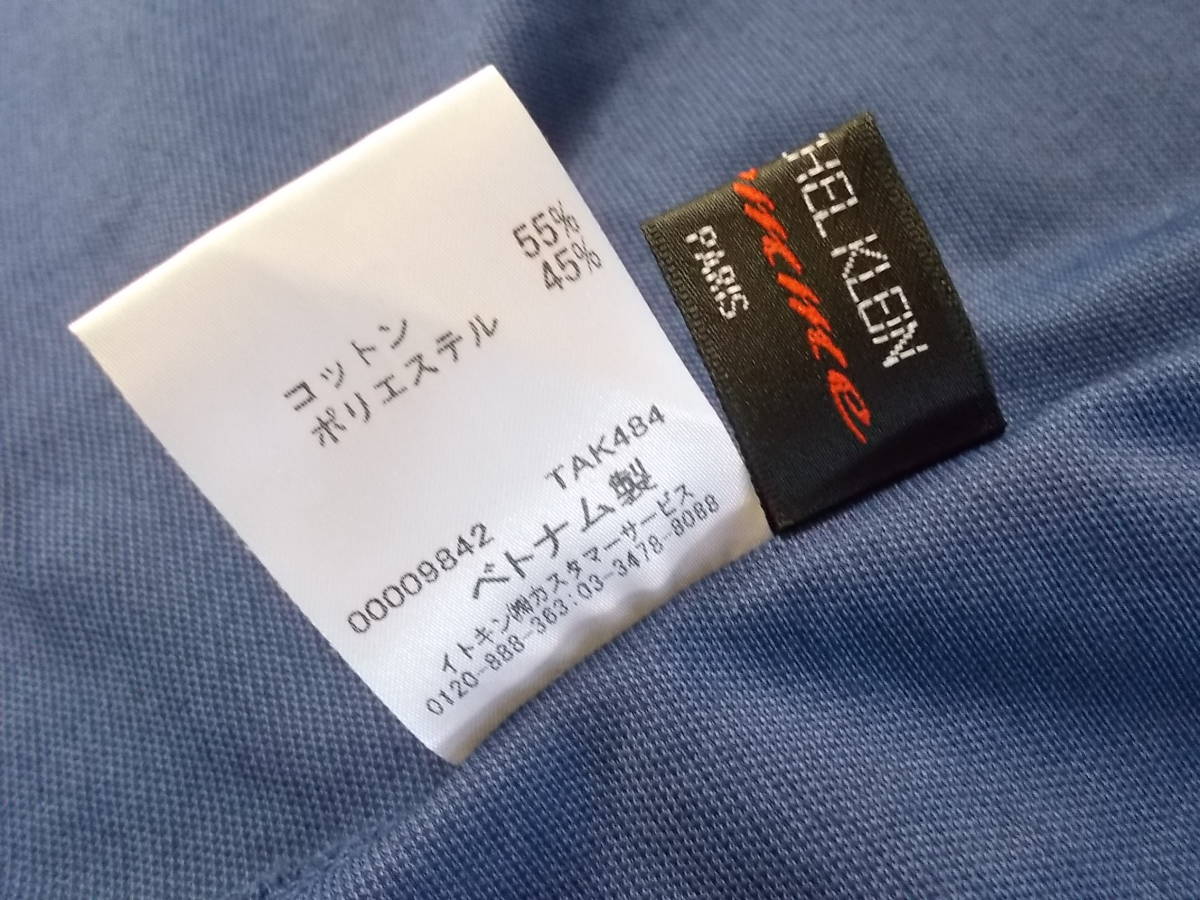 コットン 55%
ポリエステル 45%
TAK484
00009842
ベトナム製
イトキン㈱カスタマーサービス
0120-888-363:03-3478-8088
HEL KLEIN
PARIS